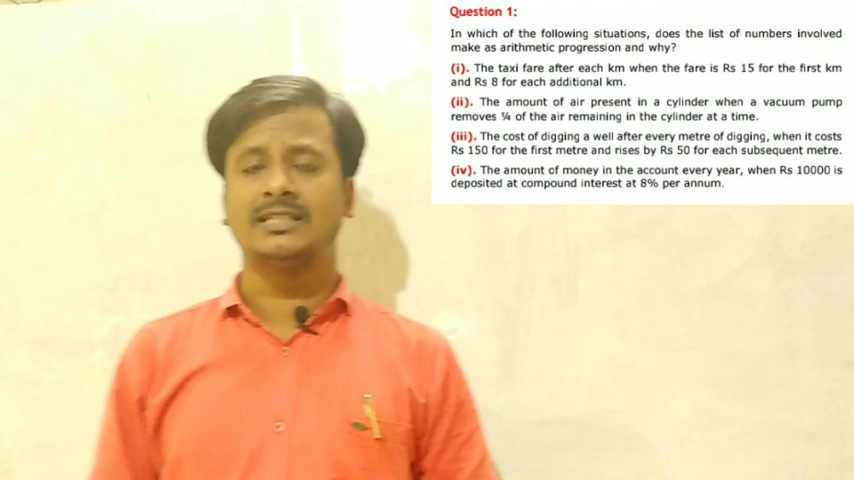 Question 1:
In which of the following situations, does the list of numbers involved
make as arithmetic progression and why?
(i). The taxi fare after each km when the fare is Rs 15 for the first km
and Rs 8 for each additional km.
(ii). The amount of air present in a cylinder when a vacuum pump
removes ¼ of the air remaining in the cylinder at a time.
(iii). The cost of digging a well after every metre of digging, when it costs
Rs 150 for the first metre and rises by Rs 50 for each subsequent metre.
(iv). The amount of money in the account every year, when Rs 10000 is
deposited at compound interest at 8% per annum.